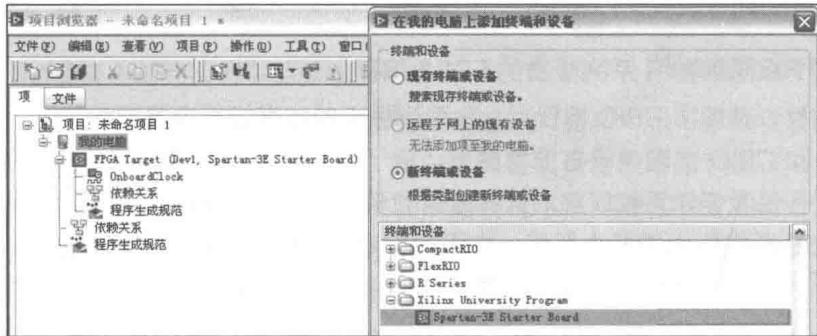 项目浏览器 - 未命名项目 1 *
文件(F) 编辑(E) 查看(V) 项目(P) 操作(O) 工具(T) 窗口(
项 文件
项目: 未命名项目 1
我的电脑
FPGA Target (Dev1, Spartan-3E Starter Board)
OnboardClock
依赖关系
程序生成规范
依赖关系
程序生成规范
在我的电脑上添加终端和设备
终端和设备
现有终端或设备
搜索现存终端或设备。
远程子网上的现有设备
无法添加项至我的电脑。
新终端或设备
根据类型创建新终端或设备
终端和设备
CompactRIO
FlexRIO
R Series
Xilinx University Program
Spartan-3E Starter Board